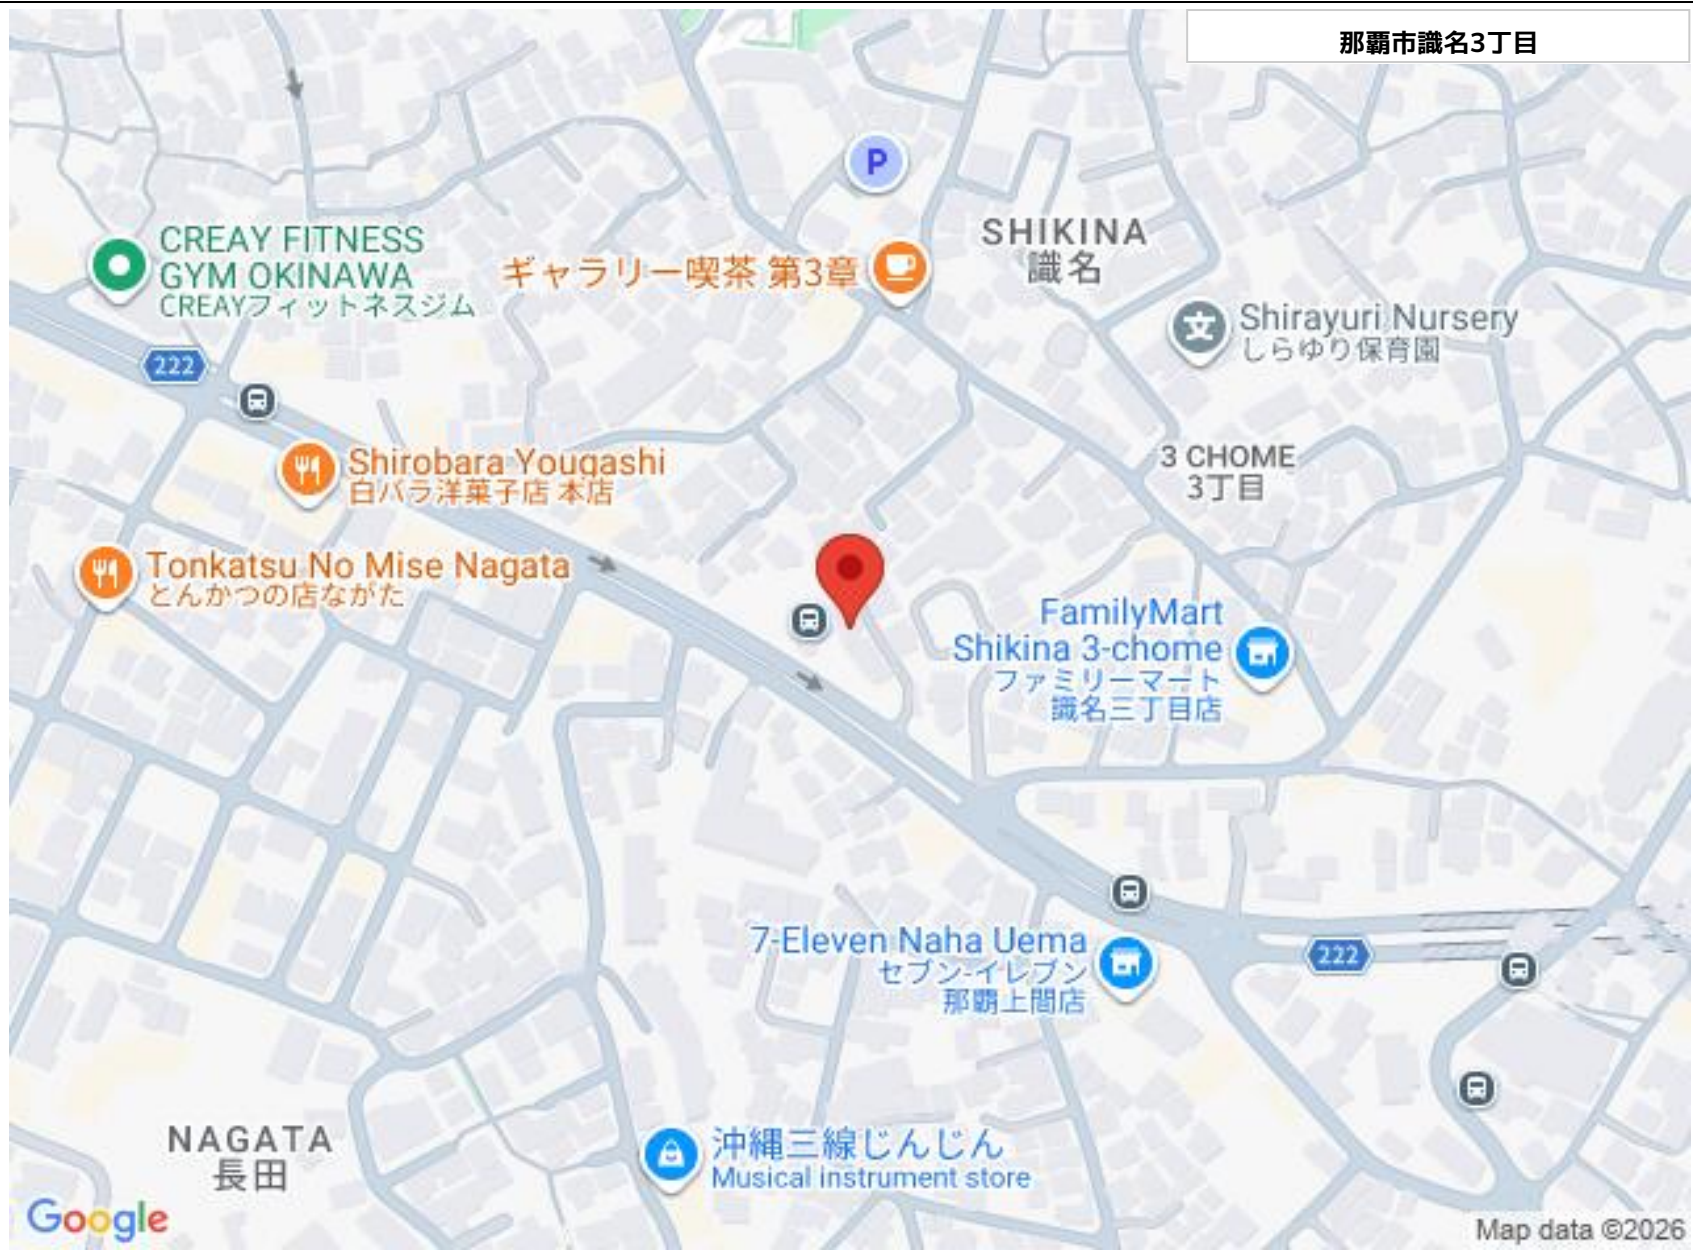 那覇市識名3丁目
P
CREAY FITNESS
GYM OKINAWA
CREAYフィットネスジム
ギャラリー喫茶 第3章
SHIKINA
識名
Shirayuri Nursery
しらゆり保育園
222
Shirobara Yougashi
白バラ洋菓子店 本店
3 CHOME
3丁目
Tonkatsu No Mise Nagata
とんかつの店ながた
FamilyMart
Shikina 3-chome
ファミリーマート
識名三丁目店
7-Eleven Naha Uema
セブン-イレブン
那覇上間店
222
NAGATA
長田
沖縄三線じんじん
Musical instrument store
Google
Map data ©2026